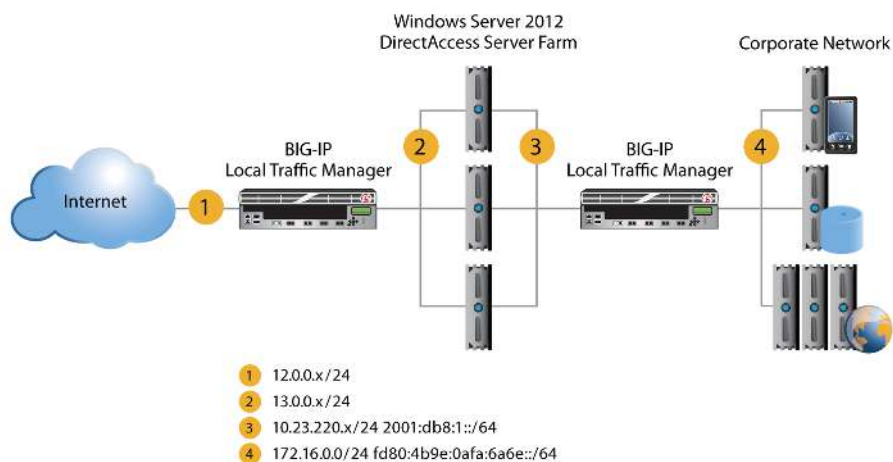 Windows Server 2012
DirectAccess Server Farm
Corporate Network
BIG-IP
Local Traffic Manager
BIG-IP
Local Traffic Manager
Internet
1
2
3
4
1 12.0.0.x/24
2 13.0.0.x/24
3 10.23.220.x/24 2001:db8:1::/64
4 172.16.0.0/24 fd80:4b9e:0afa:6a6e::/64